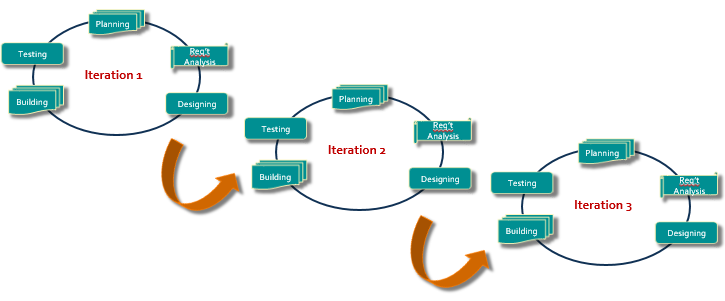 Planning
Testing
Req't
Analysis
Iteration 1
Building
Designing
Planning
Testing
Req't
Analysis
Iteration 2
Building
Designing
Planning
Testing
Req't
Analysis
Iteration 3
Building
Designing